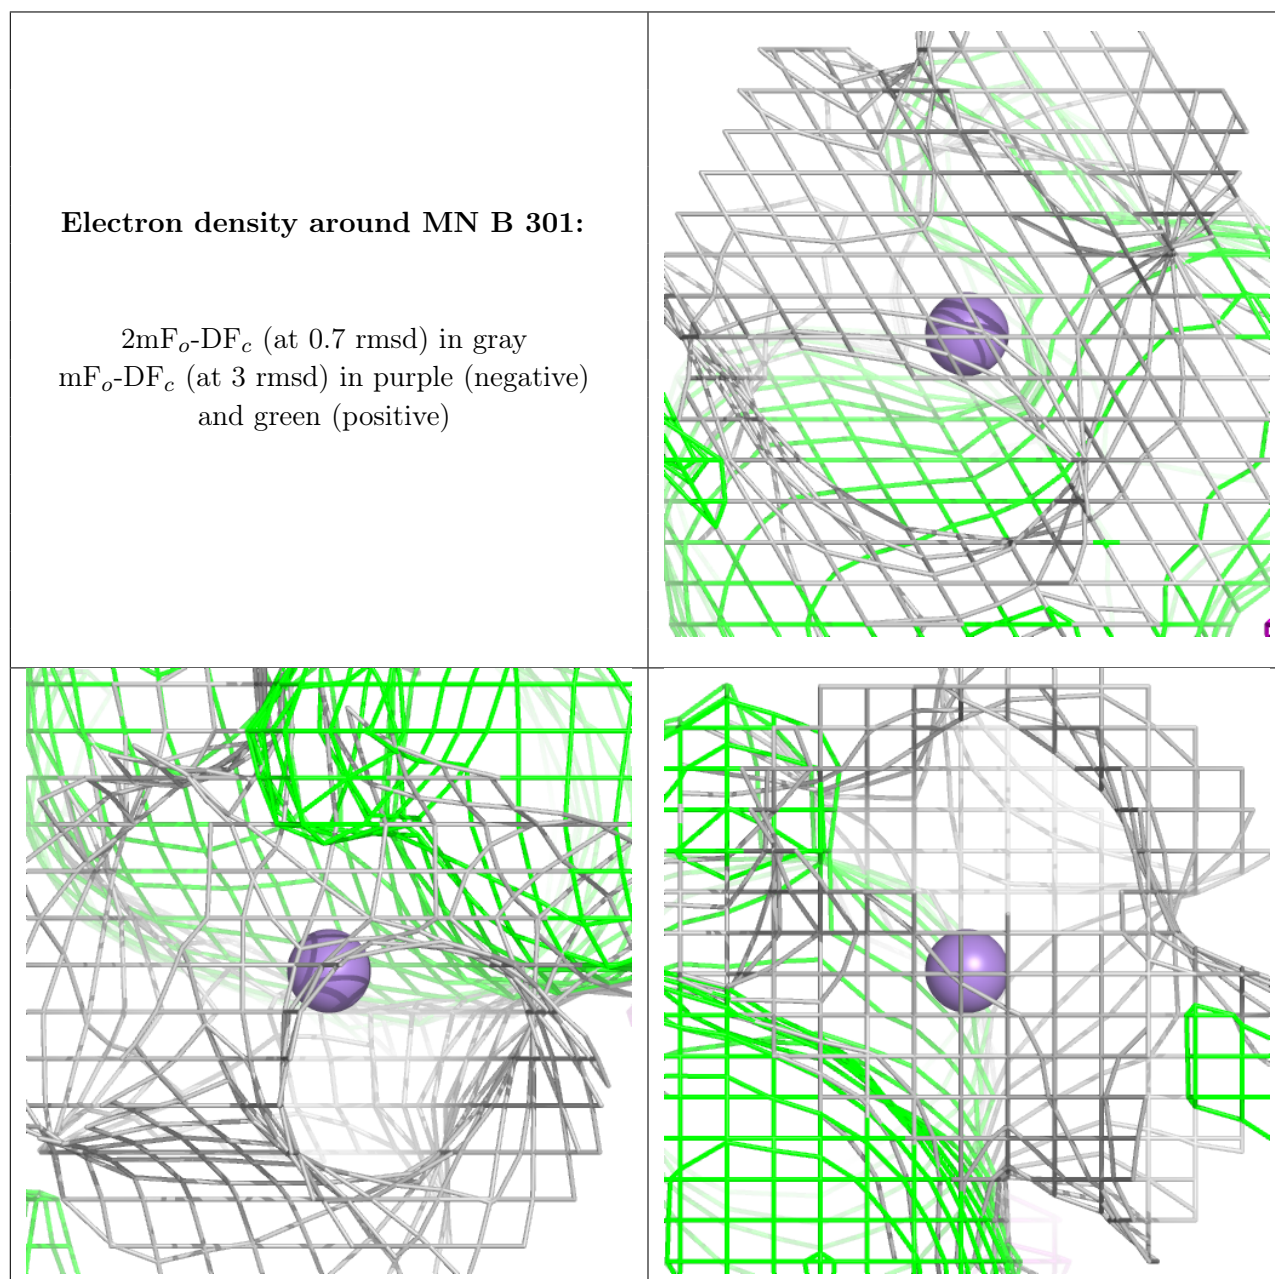 Electron density around MN B 301:
2mFₒ-DF𝒸 (at 0.7 rmsd) in gray
mFₒ-DF𝒸 (at 3 rmsd) in purple (negative)
and green (positive)